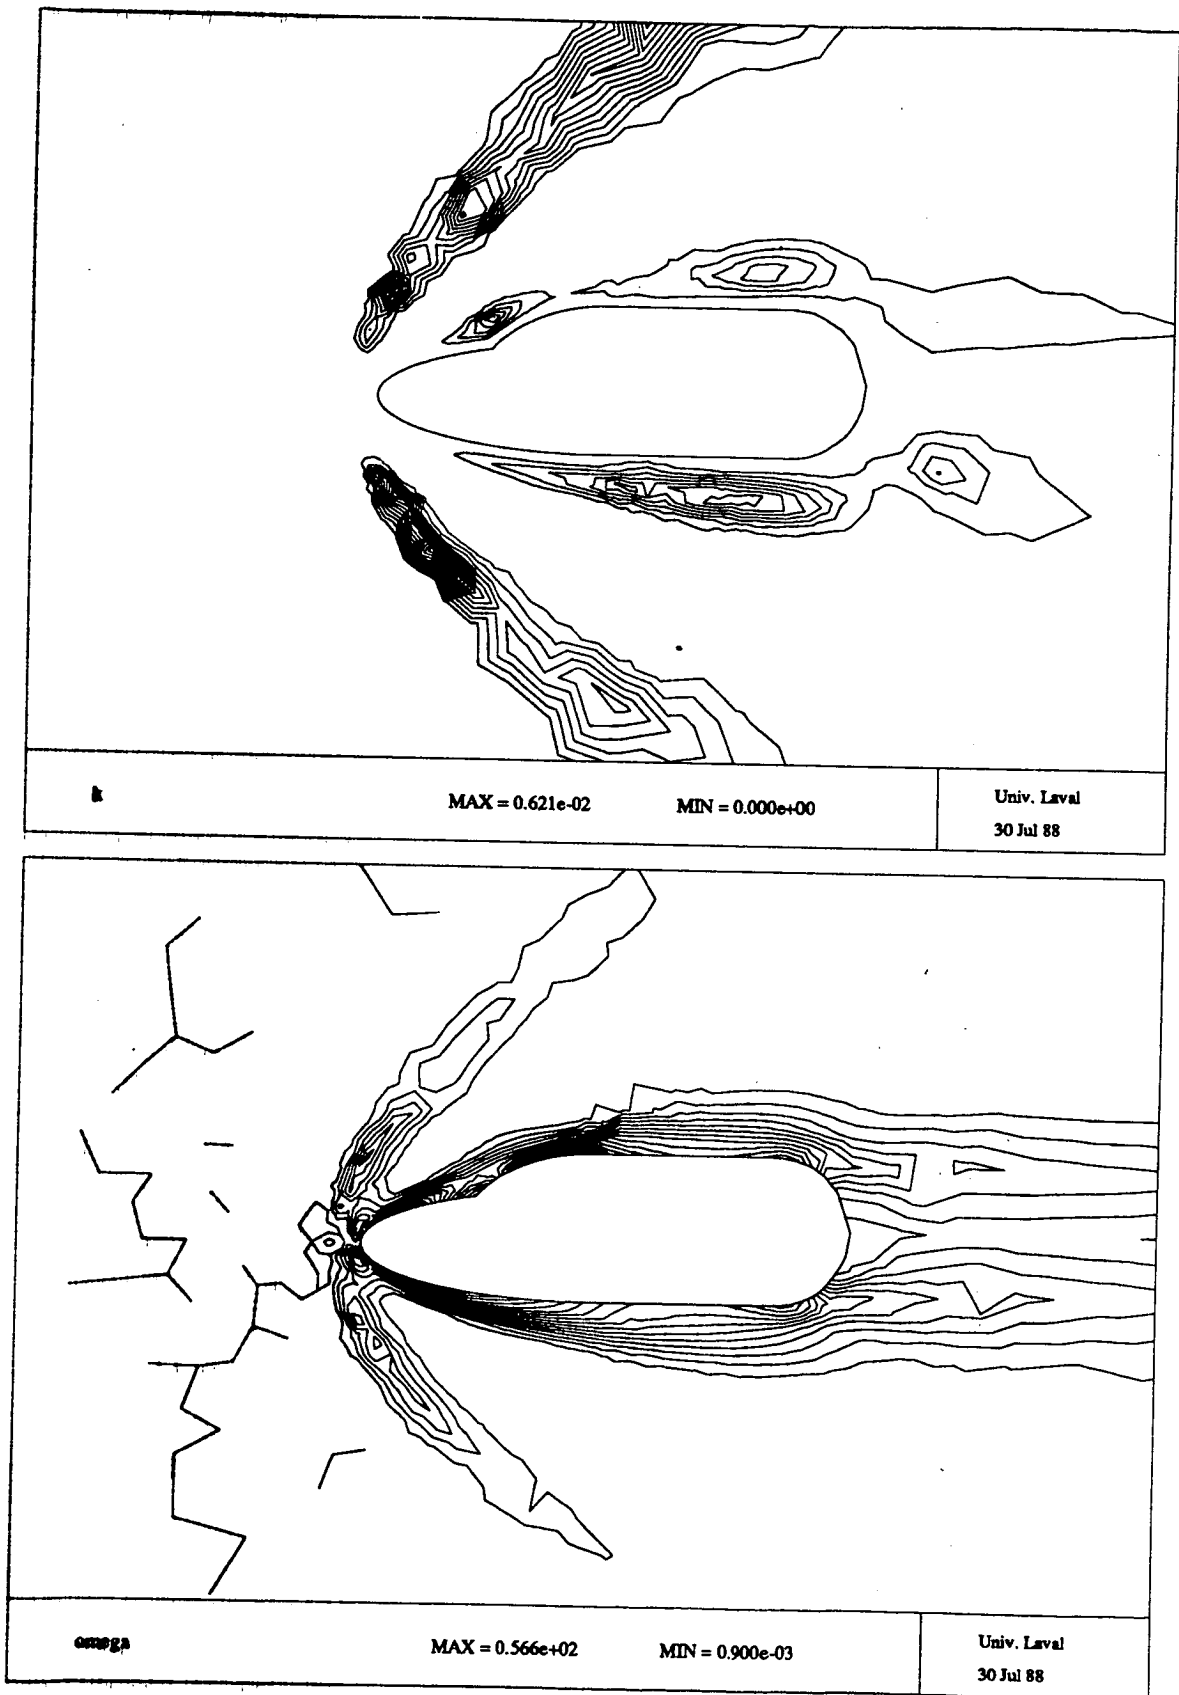 k
MAX = 0.621e-02
MIN = 0.000e+00
Univ. Laval
30 Jul 88
omega
MAX = 0.566e+02
MIN = 0.900e-03
Univ. Laval
30 Jul 88